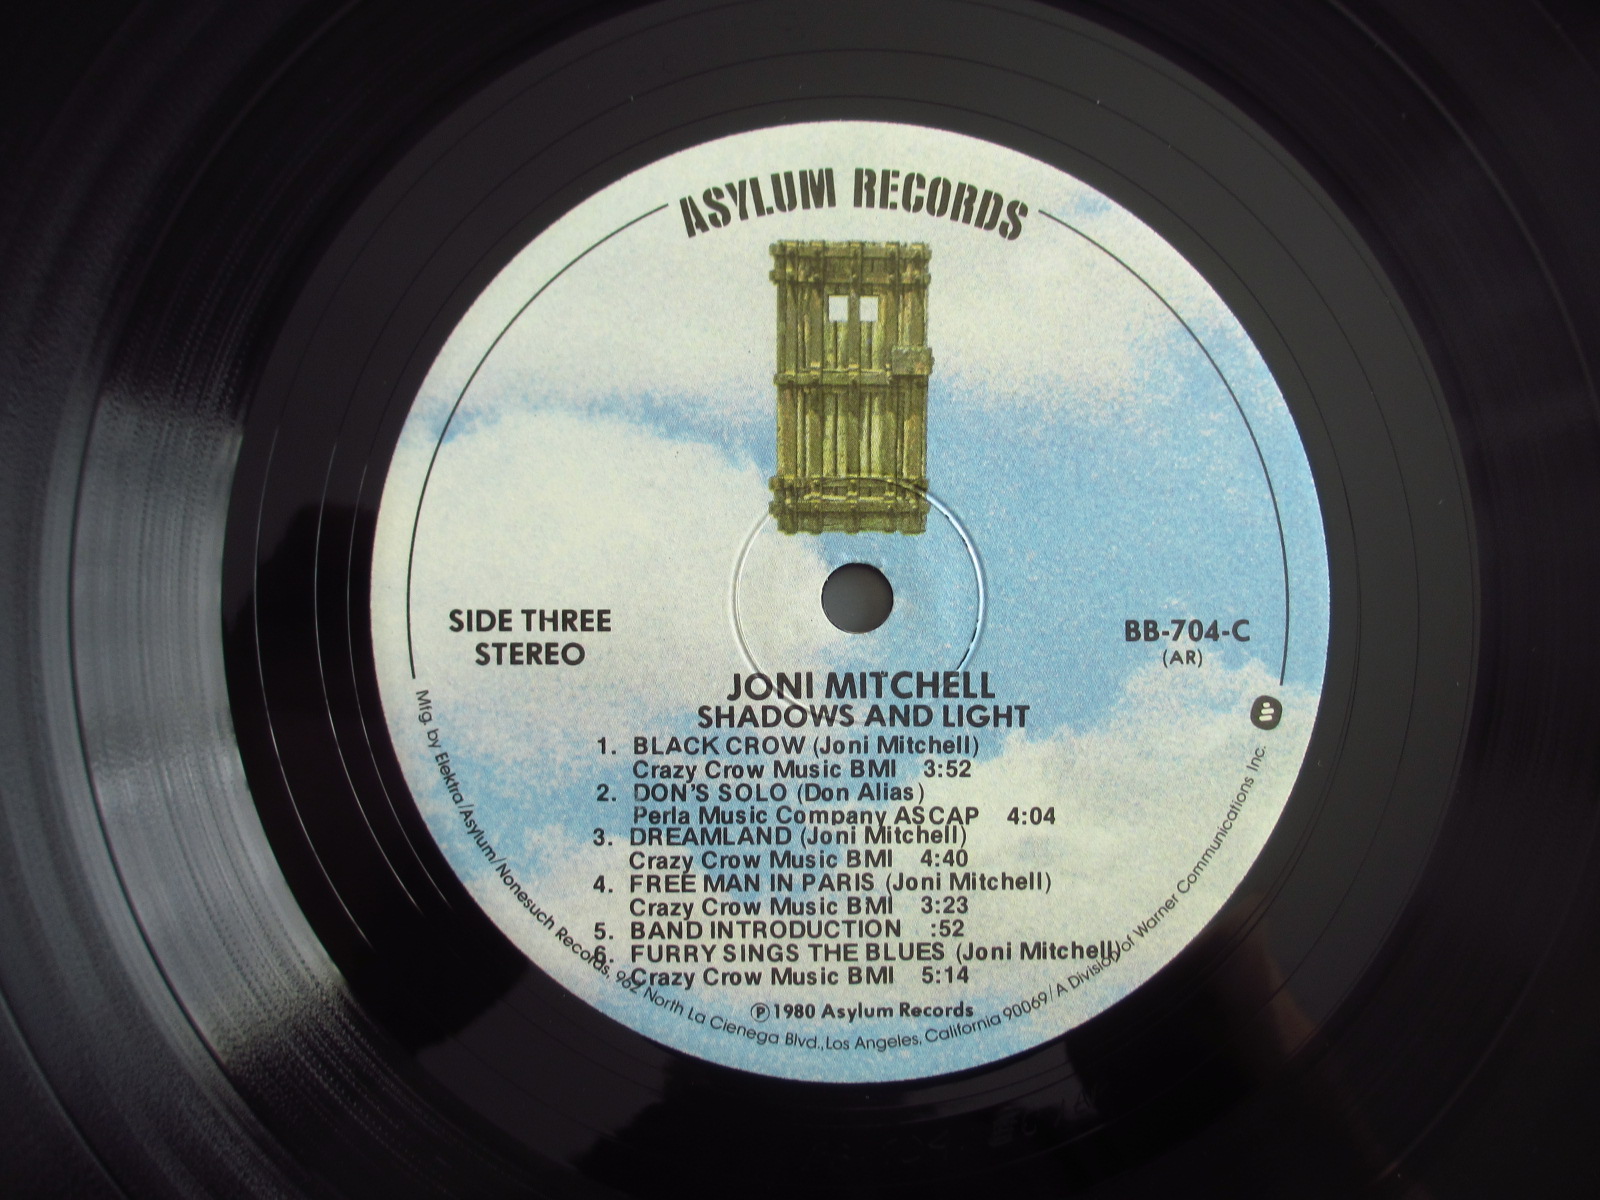 ASYLUM RECORDS
SIDE THREE
STEREO
BB-704-C
(AR)
JONI MITCHELL
SHADOWS AND LIGHT
1. BLACK CROW (Joni Mitchell)
Crazy Crow Music BMI 3:52
2. DON'S SOLO (Don Alias)
Perla Music Company ASCAP 4:04
3. DREAMLAND (Joni Mitchell)
Crazy Crow Music BMI 4:40
4. FREE MAN IN PARIS (Joni Mitchell)
Crazy Crow Music BMI 3:23
5. BAND INTRODUCTION :52
6. FURRY SINGS THE BLUES (Joni Mitchell)
Crazy Crow Music BMI 5:14
℗ 1980 Asylum Records
Mfg. by Elektra/Asylum/Nonesuch Records, 962 North La Cienega Blvd., Los Angeles, California 90069/A Division of Warner Communications Inc.